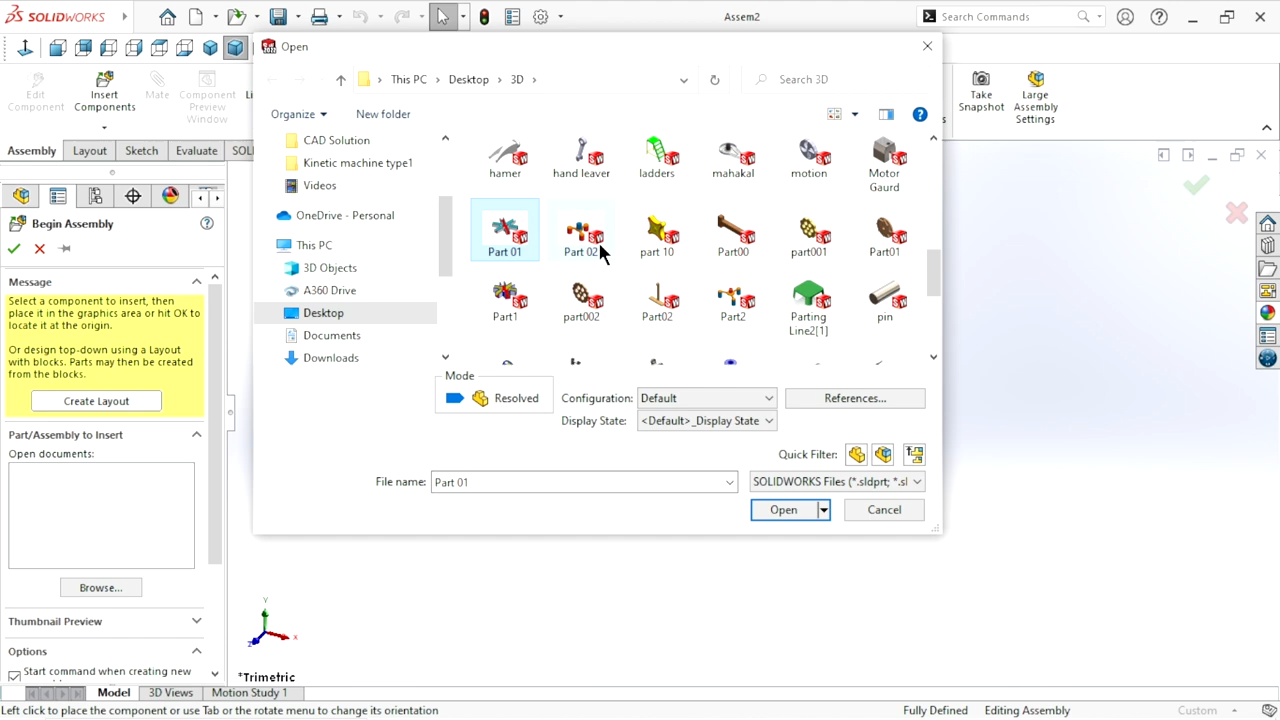 SOLIDWORKS
Assem2
Search Commands
Edit Component
Insert Components
Mate
Component Preview Window
Take Snapshot
Large Assembly Settings
Assembly
Layout
Sketch
Evaluate
Begin Assembly
Message
Select a component to insert, then
place it in the graphics area or hit OK to
locate it at the origin.
Or design top-down using a Layout
with blocks. Parts may then be created
from the blocks.
Create Layout
Part/Assembly to Insert
Open documents:
Browse...
Thumbnail Preview
Options
Start command when creating new
Open
This PC > Desktop > 3D >
Search 3D
Organize
New folder
CAD Solution
Kinetic machine type1
Videos
OneDrive - Personal
This PC
3D Objects
A360 Drive
Desktop
Documents
Downloads
hamer
hand leaver
ladders
mahakal
motion
Motor Gaurd
Part 01
Part 02
part 10
Part00
part001
Part01
Part1
part002
Part02
Part2
Parting Line2[1]
pin
Mode
Resolved
Configuration: Default
References...
Display State: <Default>_Display State
Quick Filter:
File name: Part 01
SOLIDWORKS Files (*.sldprt; *.sl
Open
Cancel
Y
X
Z
*Trimetric
Model
3D Views
Motion Study 1
Left click to place the component or use Tab or the rotate menu to change its orientation
Fully Defined
Editing Assembly
Custom